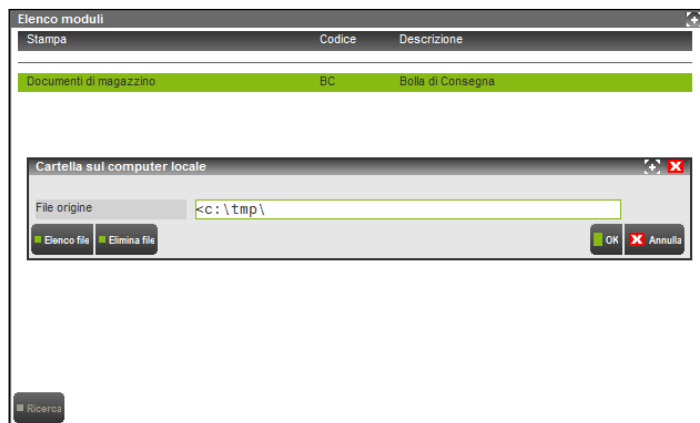 Elenco moduli
Stampa Codice Descrizione
Documenti di magazzino BC Bolla di Consegna
Cartella sul computer locale
File origine <c:\tmp\
Elenco file Elimina file OK Annulla
Ricerca